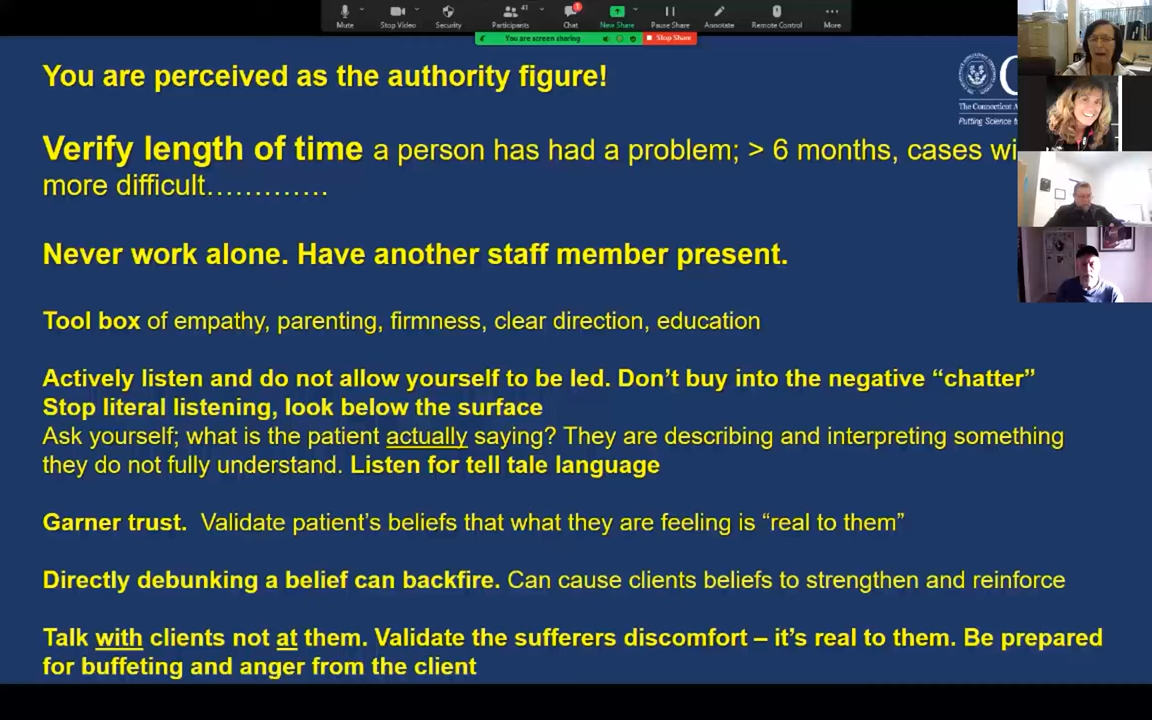 41
1
Mute
Stop Video
Security
Participants
Chat
New Share
Pause Share
Annotate
Remote Control
More
You are screen sharing
Stop Share
You are perceived as the authority figure!
The Connecticut A
Putting Science to
Verify length of time a person has had a problem; > 6 months, cases wi
more difficult………….
Never work alone. Have another staff member present.
Tool box of empathy, parenting, firmness, clear direction, education
Actively listen and do not allow yourself to be led. Don’t buy into the negative “chatter”
Stop literal listening, look below the surface
Ask yourself; what is the patient actually saying? They are describing and interpreting something
they do not fully understand. Listen for tell tale language
Garner trust.  Validate patient’s beliefs that what they are feeling is “real to them”
Directly debunking a belief can backfire. Can cause clients beliefs to strengthen and reinforce
Talk with clients not at them. Validate the sufferers discomfort – it’s real to them. Be prepared
for buffeting and anger from the client